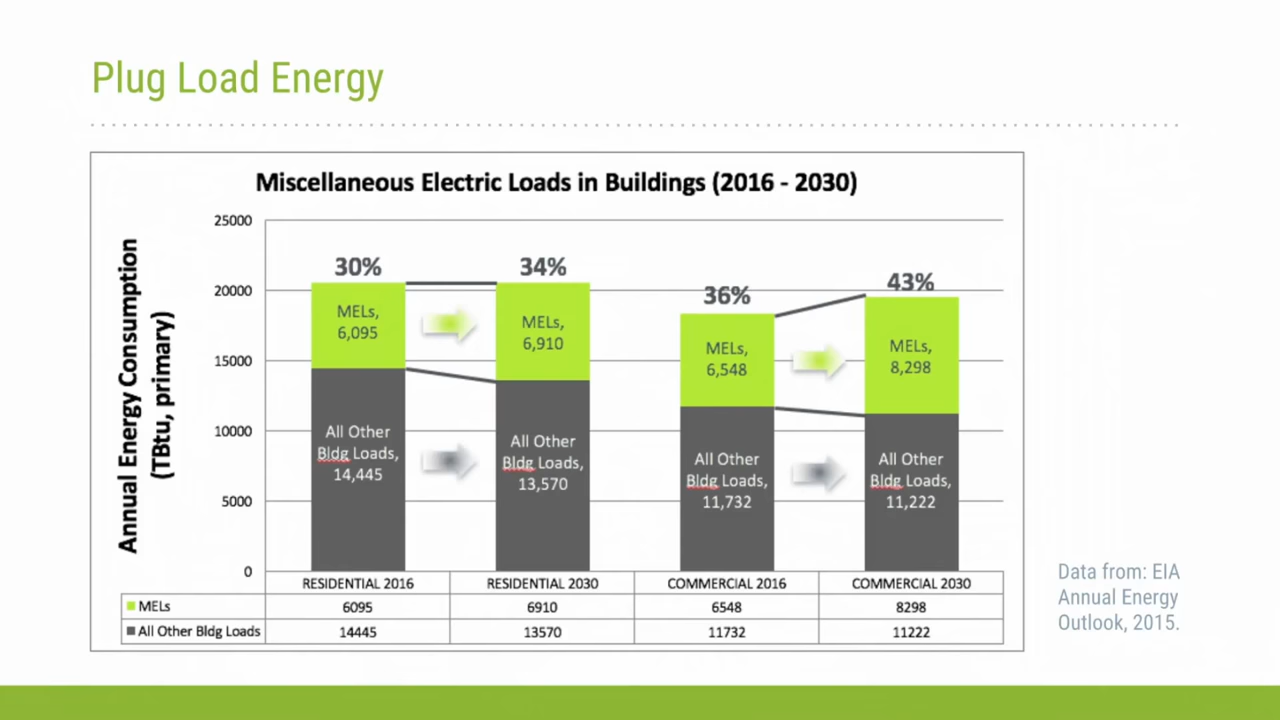 Plug Load Energy
Miscellaneous Electric Loads in Buildings (2016 - 2030)
Annual Energy Consumption
(TBtu, primary)
25000
20000
15000
10000
5000
0
30%
34%
36%
43%
MELs,
6,095
MELs,
6,910
MELs,
6,548
MELs,
8,298
All Other
Bldg Loads,
14,445
All Other
Bldg Loads,
13,570
All Other
Bldg Loads,
11,732
All Other
Bldg Loads,
11,222
RESIDENTIAL 2016 RESIDENTIAL 2030 COMMERCIAL 2016 COMMERCIAL 2030
MELs 6095 6910 6548 8298
All Other Bldg Loads 14445 13570 11732 11222
Data from: EIA
Annual Energy
Outlook, 2015.